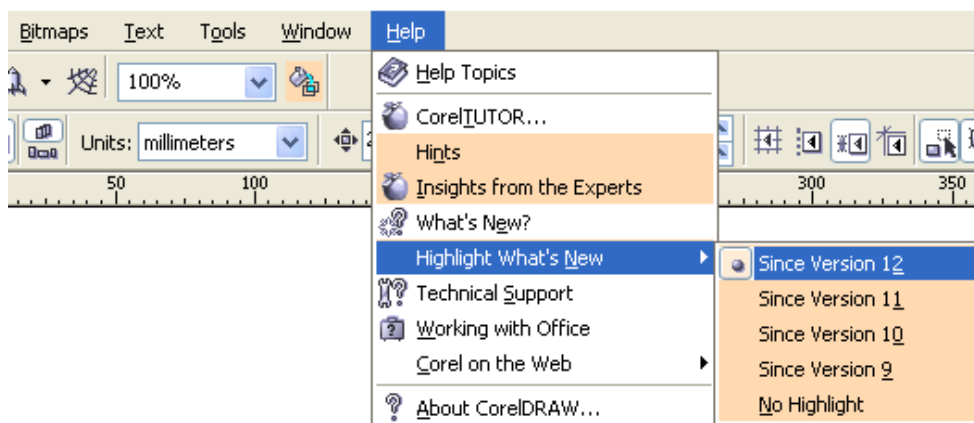 Bitmaps Text Tools Window Help
100%
Units: millimeters
50 100 300 350
Help Topics
CorelTUTOR...
Hints
Insights from the Experts
What's New?
Highlight What's New
Since Version 12
Technical Support
Since Version 11
Working with Office
Since Version 10
Corel on the Web
Since Version 9
About CorelDRAW...
No Highlight